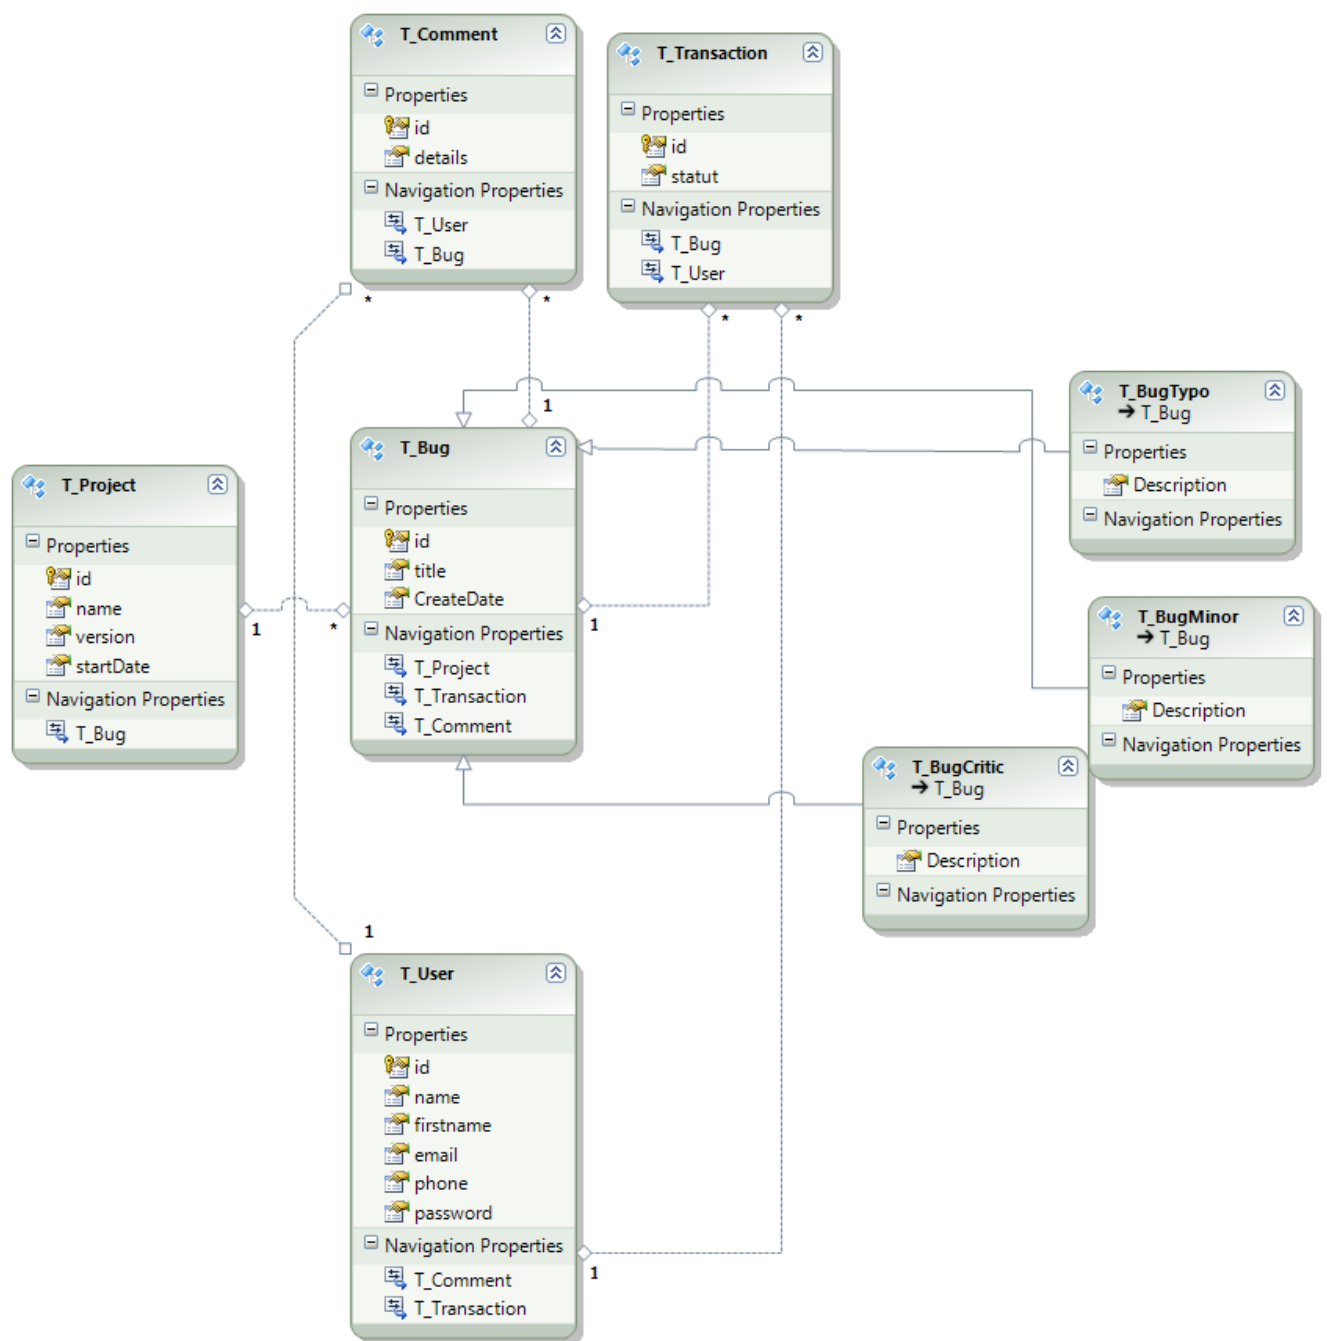 T_Comment
Properties
id
details
Navigation Properties
T_User
T_Bug
*
*
T_Transaction
Properties
id
statut
Navigation Properties
T_Bug
T_User
*
*
T_BugTypo
→ T_Bug
Properties
Description
Navigation Properties
1
T_Bug
Properties
id
title
CreateDate
Navigation Properties
T_Project
T_Transaction
T_Comment
1
T_Project
Properties
id
name
version
startDate
Navigation Properties
T_Bug
1
*
T_BugMinor
→ T_Bug
Properties
Description
Navigation Properties
T_BugCritic
→ T_Bug
Properties
Description
Navigation Properties
1
T_User
Properties
id
name
firstname
email
phone
password
Navigation Properties
T_Comment
T_Transaction
1